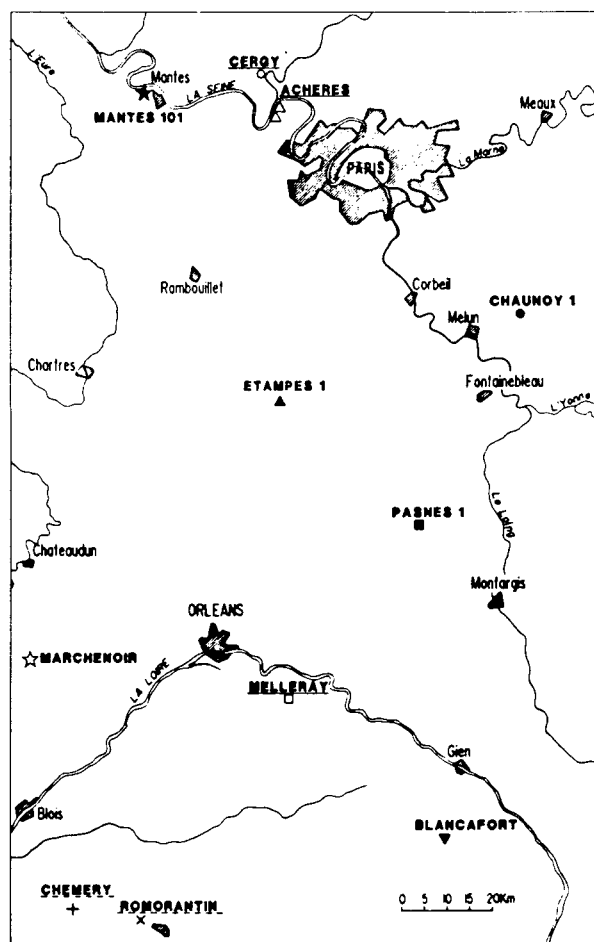 L'Eure
Mantes
MANTES 101
LA SEINE
CERGY
ACHERES
Meaux
La Marne
PARIS
Rambouillet
Corbeil
CHAUNOY 1
Melun
Chartres
ETAMPES 1
Fontainebleau
L'Yonne
PASNES 1
Le Loing
Chateaudun
Montargis
ORLEANS
MARCHENOIR
LA LOIRE
MELLERAY
Gien
Blois
BLANCAFORT
CHEMERY
ROMORANTIN
0 5 10 20Km